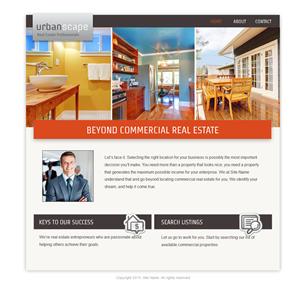 urbanscape
Real Estate Professionals
HOME ABOUT CONTACT
BEYOND COMMERCIAL REAL ESTATE
Let's face it. Selecting the right location for your business is possibly the most important
decision you'll make. You need more than a property that looks nice, you need a property
that generates the maximum possible income for your enterprise. We at Site Name
understand that and go beyond locating commercial real estate for you. We identify your
dream, and help it come true.
KEYS TO OUR SUCCESS
We're real estate entrepreneurs who are passionate about
helping others achieve their goals.
SEARCH LISTINGS
Let us go to work for you. Start by searching our list of
available commercial properties.
Copyright 2015. Site Name. All rights reserved.